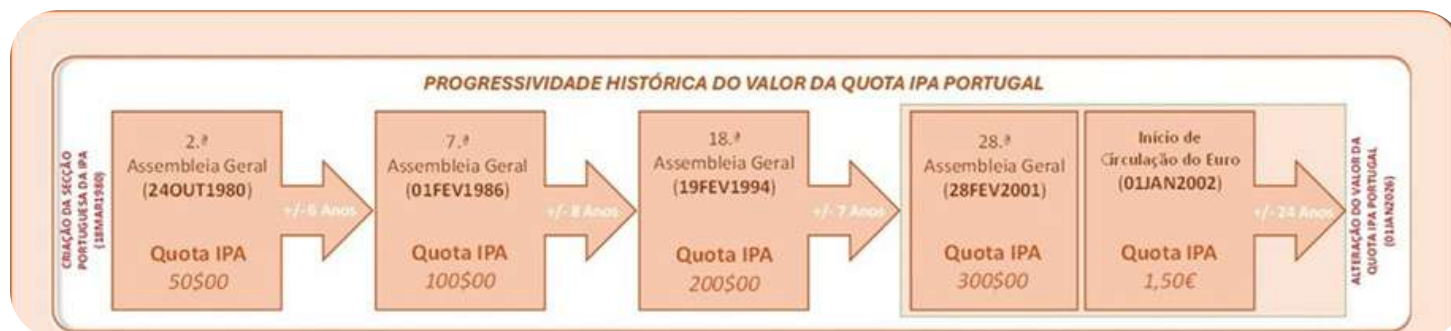 PROGRESSIVIDADE HISTÓRICA DO VALOR DA QUOTA IPA PORTUGAL
CRIAÇÃO DA SECÇÃO
PORTUGUESA DA IPA
(18MAR1980)
2.ª
Assembleia Geral
(24OUT1980)
Quota IPA
50$00
+/- 6 Anos
7.ª
Assembleia Geral
(01FEV1986)
Quota IPA
100$00
+/- 8 Anos
18.ª
Assembleia Geral
(19FEV1994)
Quota IPA
200$00
+/- 7 Anos
28.ª
Assembleia Geral
(28FEV2001)
Quota IPA
300$00
Início de
Circulação do Euro
(01JAN2002)
Quota IPA
1,50€
+/- 24 Anos
ALTERAÇÃO DO VALOR DA
QUOTA IPA PORTUGAL
(01JAN2026)